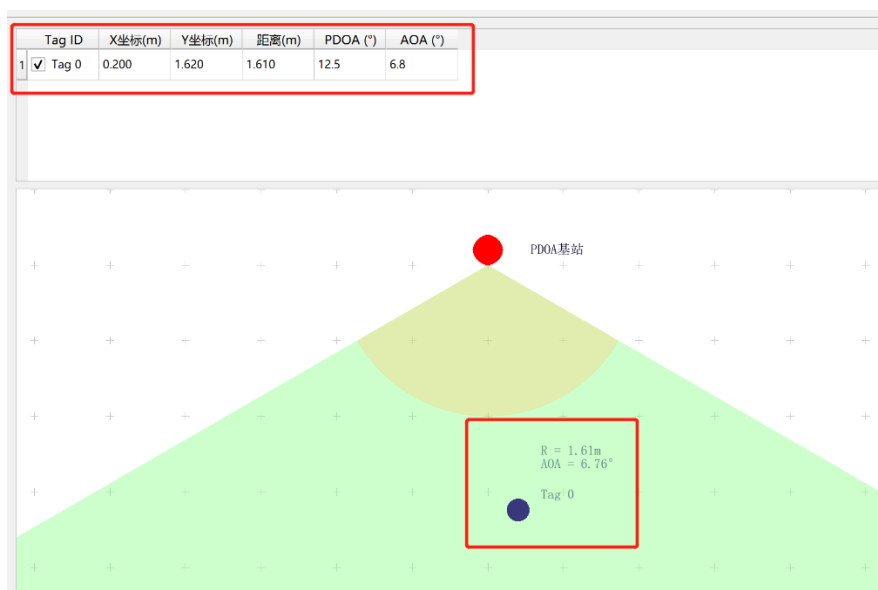 Tag ID X坐标(m) Y坐标(m) 距离(m) PDOA (°) AOA (°)
1 Tag 0 0.200 1.620 1.610 12.5 6.8
PDOA基站
R = 1.61m
AOA = 6.76°
Tag 0